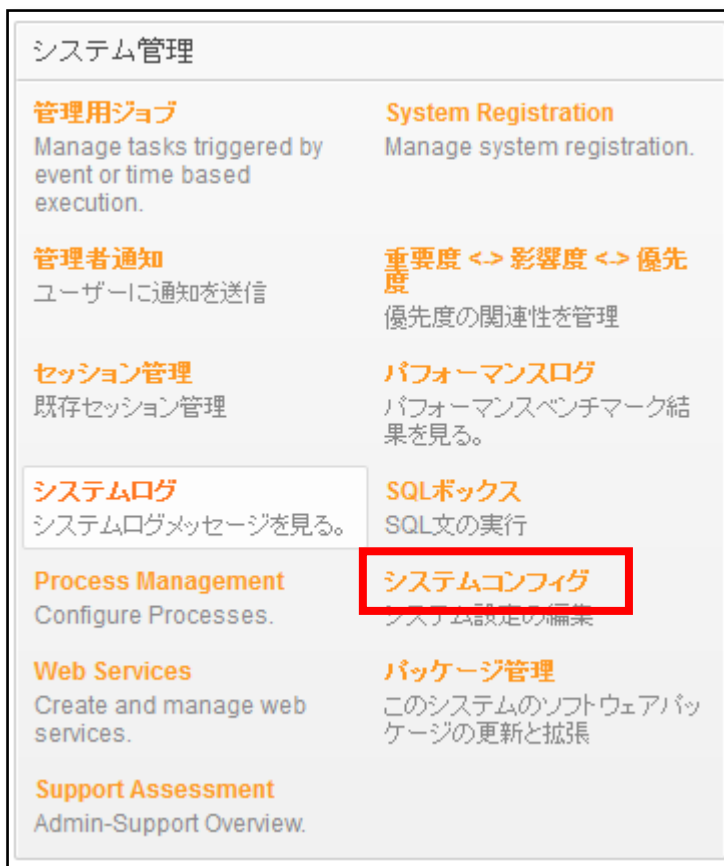 システム管理
管理用ジョブ
Manage tasks triggered by
event or time based
execution.
System Registration
Manage system registration.
管理者通知
ユーザーに通知を送信
重要度 <-> 影響度 <-> 優先
度
優先度の関連性を管理
セッション管理
既存セッション管理
パフォーマンスログ
パフォーマンスベンチマーク結
果を見る。
システムログ
システムログメッセージを見る。
SQLボックス
SQL文の実行
Process Management
Configure Processes.
システムコンフィグ
システム設定の編集
Web Services
Create and manage web
services.
パッケージ管理
このシステムのソフトウェアパッ
ケージの更新と拡張
Support Assessment
Admin-Support Overview.